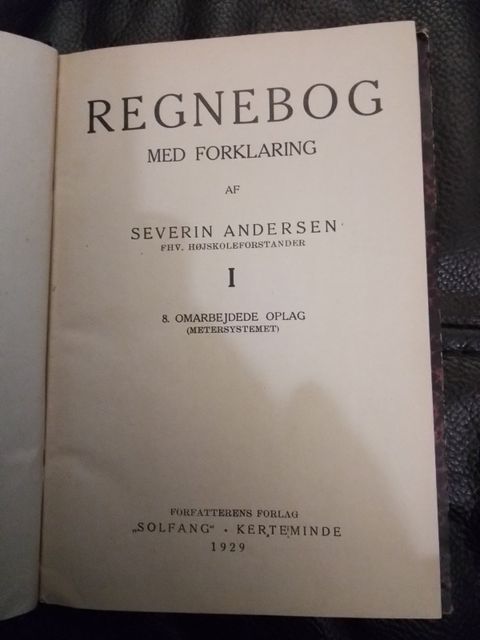 REGNEBOG
MED FORKLARING
AF
SEVERIN ANDERSEN
FHV. HØJSKOLEFORSTANDER
I
8. OMARBEJDEDE OPLAG
(METERSYSTEMET)
FORFATTERENS FORLAG
„SOLFANG“ • KERTEMINDE
1929